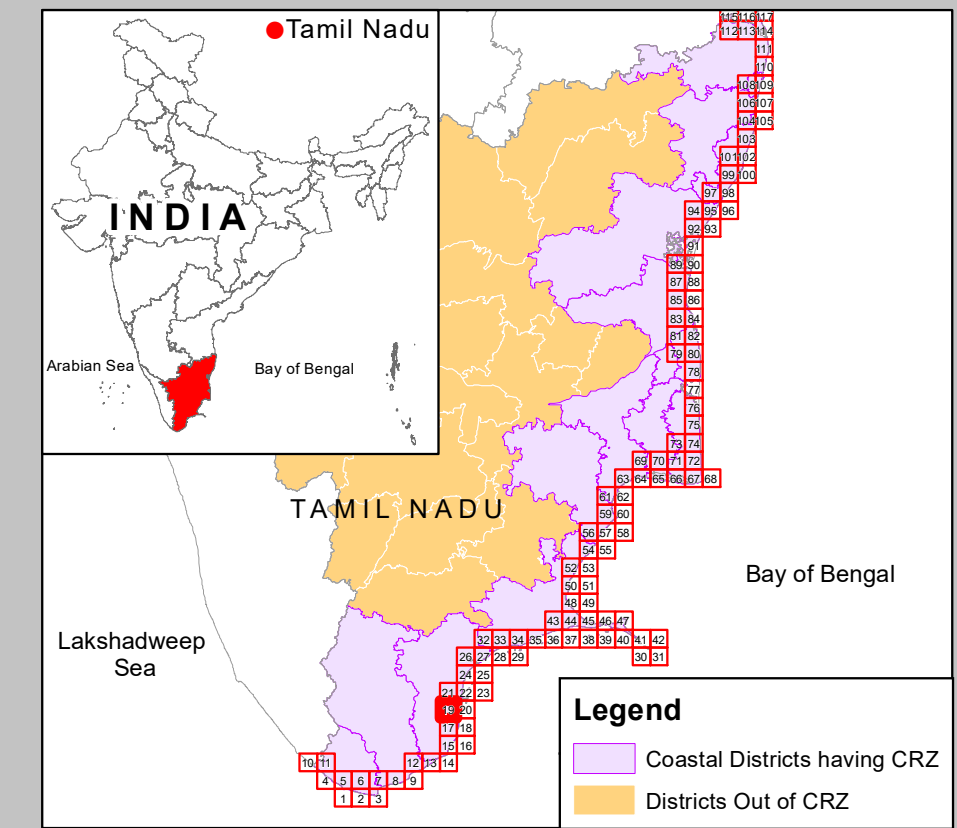 Tamil Nadu
INDIA
Arabian Sea
Bay of Bengal
115 116 117
112 113 114
111
110
108 109
106 107
104 105
103
101 102
99 100
97 98
94 95 96
92 93
91
89 90
87 88
85 86
83 84
81 82
79 80
78
77
76
75
73 74
69 70 71 72
63 64 65 66 67 68
61 62
TAMIL NADU
59 60
56 57 58
54 55
52 53
Bay of Bengal
50 51
48 49
43 44 45 46 47
Lakshadweep
Sea
32 33 34 35 36 37 38 39 40 41 42
26 27 28 29 30 31
24 25
21 22 23
19 20
17 18
15 16
10 11 12 13 14
4 5 6 7 8 9
1 2 3
Legend
Coastal Districts having CRZ
Districts Out of CRZ